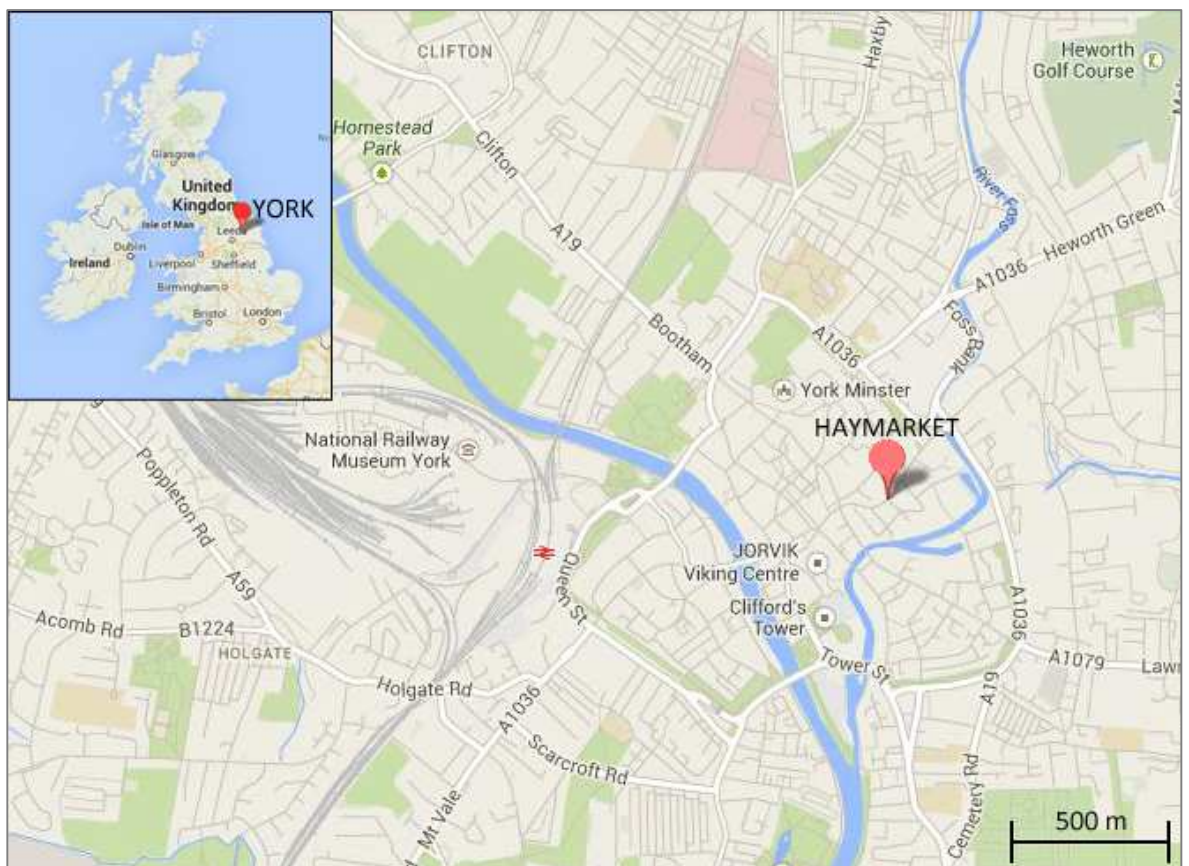 Glasgow
United
Kingdom
YORK
Isle of Man
Leeds
Dublin
Ireland
Liverpool
Sheffield
Birmingham
Bristol
London
CLIFTON
Haxby
Heworth
Golf Course
Homestead
Park
Clifton
A19
River Foss
Heworth Green
A1036
Bootham
A1036
Foss Bank
York Minster
HAYMARKET
National Railway
Museum York
Poppleton Rd
A59
Queen St
JORVIK
Viking Centre
Clifford's
Tower
Acomb Rd
B1224
HOLGATE
Holgate Rd
A1036
Tower St
A1036
A1079
Law
A19
Scarcroft Rd
Mt Vale
Cemetery Rd
500 m